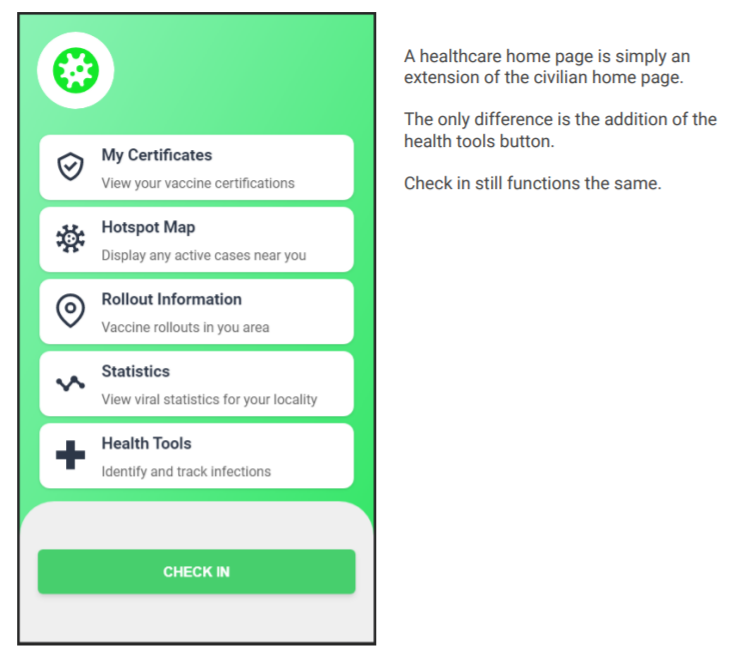 My Certificates
View your vaccine certifications
Hotspot Map
Display any active cases near you
Rollout Information
Vaccine rollouts in you area
Statistics
View viral statistics for your locality
Health Tools
Identify and track infections
CHECK IN
A healthcare home page is simply an
extension of the civilian home page.
The only difference is the addition of the
health tools button.
Check in still functions the same.